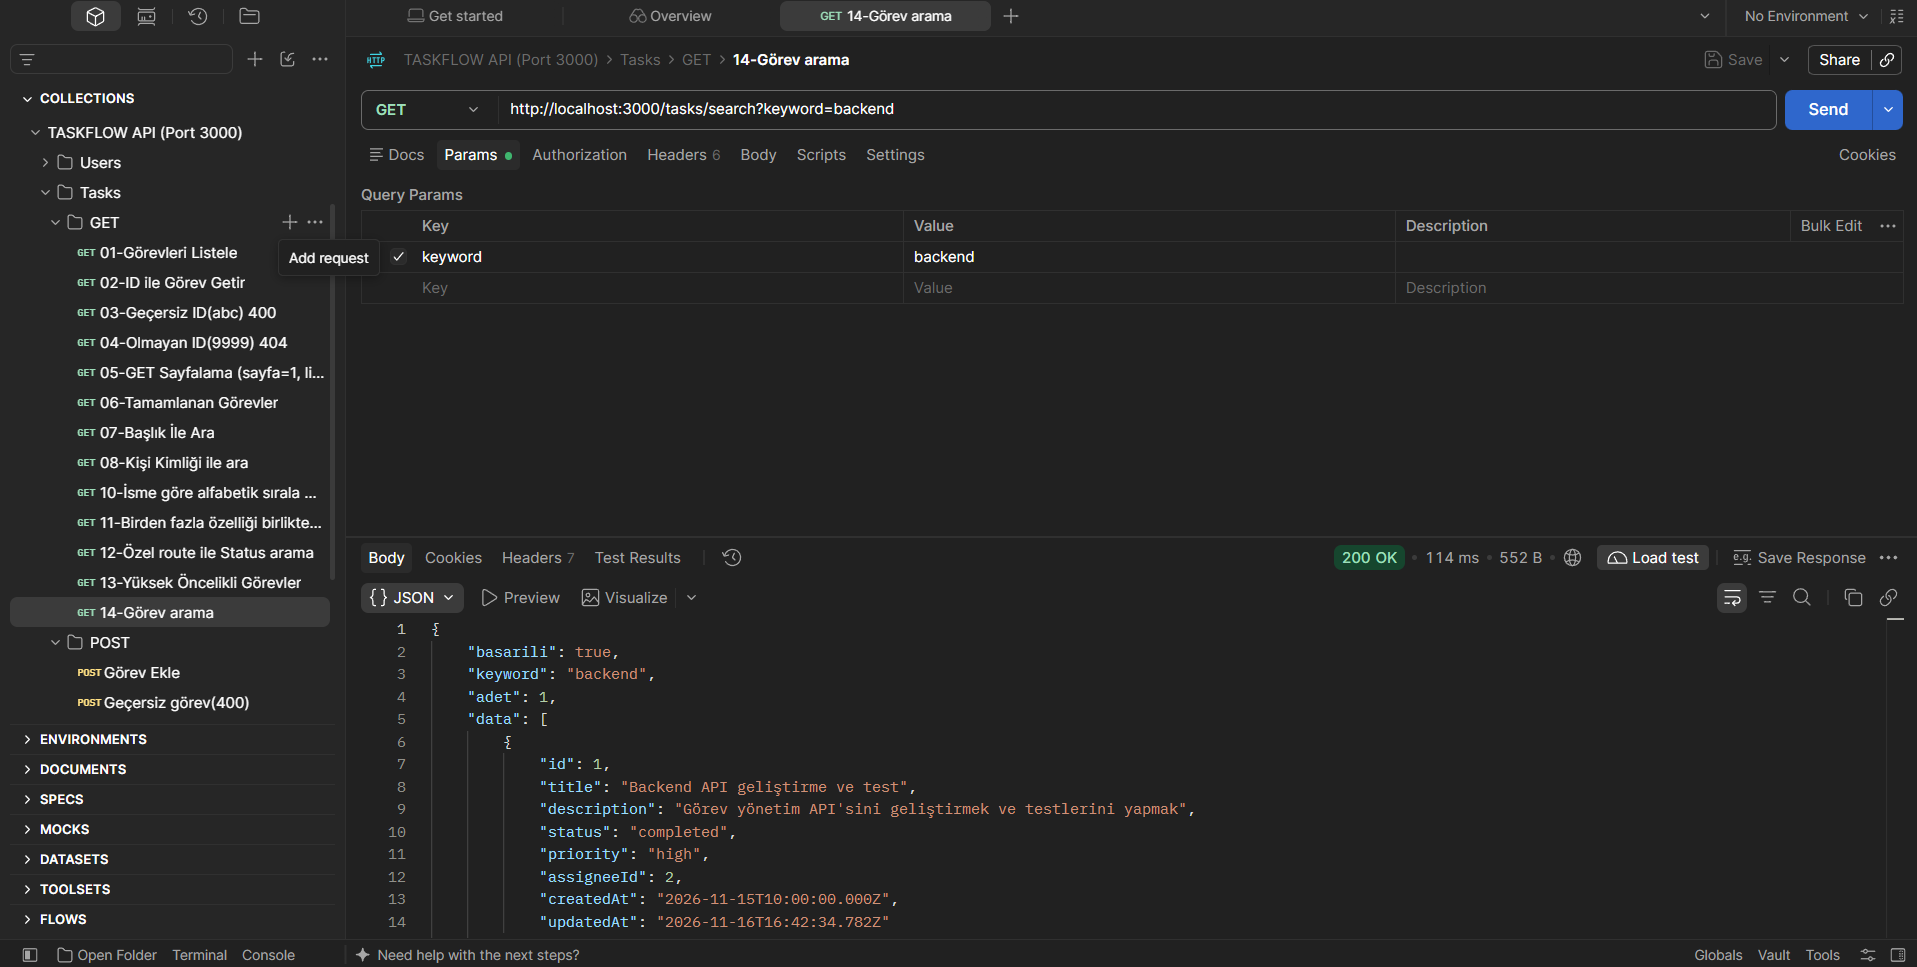 Get started
Overview
GET 14-Görev arama
No Environment
TASKFLOW API (Port 3000) > Tasks > GET > 14-Görev arama
Save
Share
COLLECTIONS
TASKFLOW API (Port 3000)
Users
Tasks
GET
GET 01-Görevleri Listele
Add request
GET 02-ID ile Görev Getir
GET 03-Geçersiz ID(abc) 400
GET 04-Olmayan ID(9999) 404
GET 05-GET Sayfalama (sayfa=1, li...
GET 06-Tamamlanan Görevler
GET 07-Başlık İle Ara
GET 08-Kişi Kimliği ile ara
GET 10-İsme göre alfabetik sırala ...
GET 11-Birden fazla özelliği birlikte...
GET 12-Özel route ile Status arama
GET 13-Yüksek Öncelikli Görevler
GET 14-Görev arama
POST
POST Görev Ekle
POST Geçersiz görev(400)
ENVIRONMENTS
DOCUMENTS
SPECS
MOCKS
DATASETS
TOOLSETS
FLOWS
HTTP
GET
http://localhost:3000/tasks/search?keyword=backend
Send
Docs Params Authorization Headers 6 Body Scripts Settings
Cookies
Query Params
Key Value Description Bulk Edit
keyword backend
Key Value Description
Body Cookies Headers 7 Test Results
200 OK • 114 ms • 552 B
Load test
e.g. Save Response
{} JSON Preview Visualize
1 {
2 "basarili": true,
3 "keyword": "backend",
4 "adet": 1,
5 "data": [
6 {
7 "id": 1,
8 "title": "Backend API geliştirme ve test",
9 "description": "Görev yönetim API'sini geliştirmek ve testlerini yapmak",
10 "status": "completed",
11 "priority": "high",
12 "assigneeId": 2,
13 "createdAt": "2026-11-15T10:00:00.000Z",
14 "updatedAt": "2026-11-16T16:42:34.782Z"
Open Folder Terminal Console
Need help with the next steps?
Globals Vault Tools